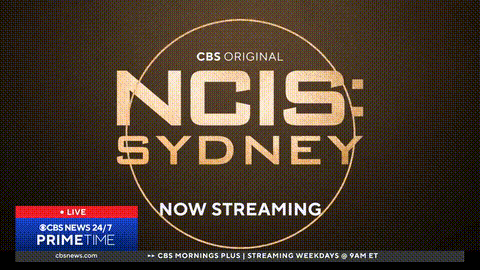 CBS ORIGINAL
NCIS:
SYDNEY
NOW STREAMING
• LIVE
CBS NEWS 24/7
PRIMETIME
cbsnews.com
▸▸ CBS MORNINGS PLUS | STREAMING WEEKDAYS @ 9AM ET